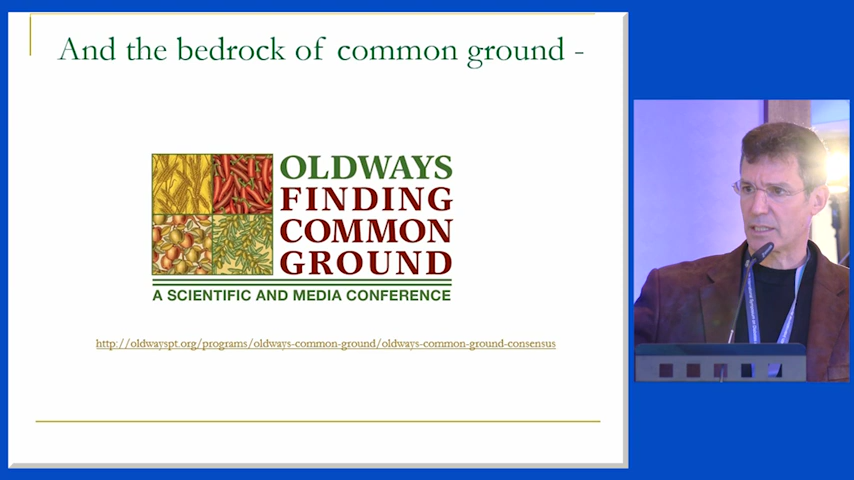 And the bedrock of common ground -
OLDWAYS
FINDING
COMMON
GROUND
A SCIENTIFIC AND MEDIA CONFERENCE
http://oldwayspt.org/programs/oldways-common-ground/oldways-common-ground-consensus